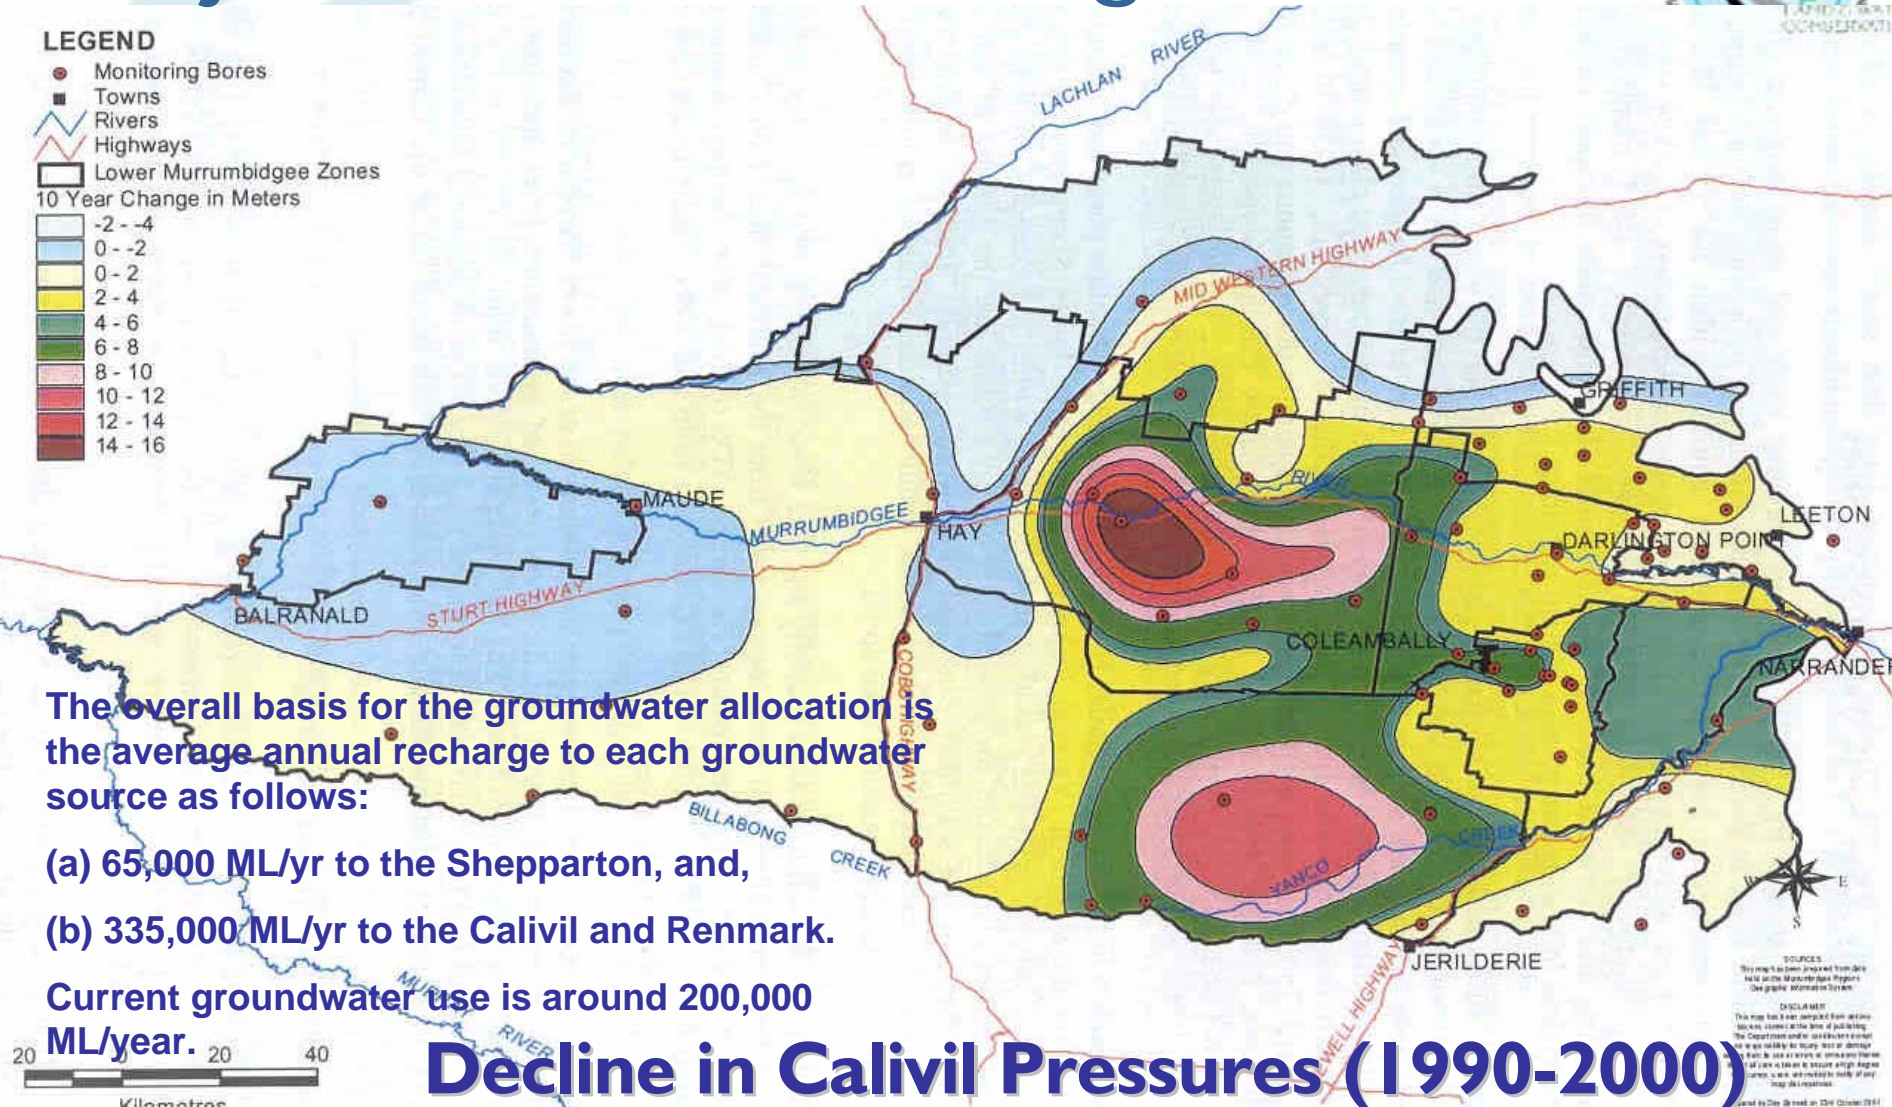 LEGEND
Monitoring Bores
Towns
Rivers
Highways
Lower Murrumbidgee Zones
10 Year Change in Meters
-2 - -4
0 - -2
0 - 2
2 - 4
4 - 6
6 - 8
8 - 10
10 - 12
12 - 14
14 - 16
LACHLAN RIVER
MID WESTERN HIGHWAY
GRIFFITH
MAUDE
MURRUMBIDGEE
RIVER
HAY
LEETON
DARLINGTON POINT
BALRANALD
STURT HIGHWAY
COLEAMBALLY
NARRANDER
COBB HIGHWAY
The overall basis for the groundwater allocation is
the average annual recharge to each groundwater
source as follows:
(a) 65,000 ML/yr to the Shepparton, and,
(b) 335,000 ML/yr to the Calivil and Renmark.
Current groundwater use is around 200,000
ML/year.
BILLABONG
CREEK
YANCO
CREEK
W E
S
JERILDERIE
MURRAY
RIVER
WELL HIGHWAY
SOURCES
DISCLAIMER
20 0 20 40
Kilometres
Decline in Calivil Pressures (1990-2000)